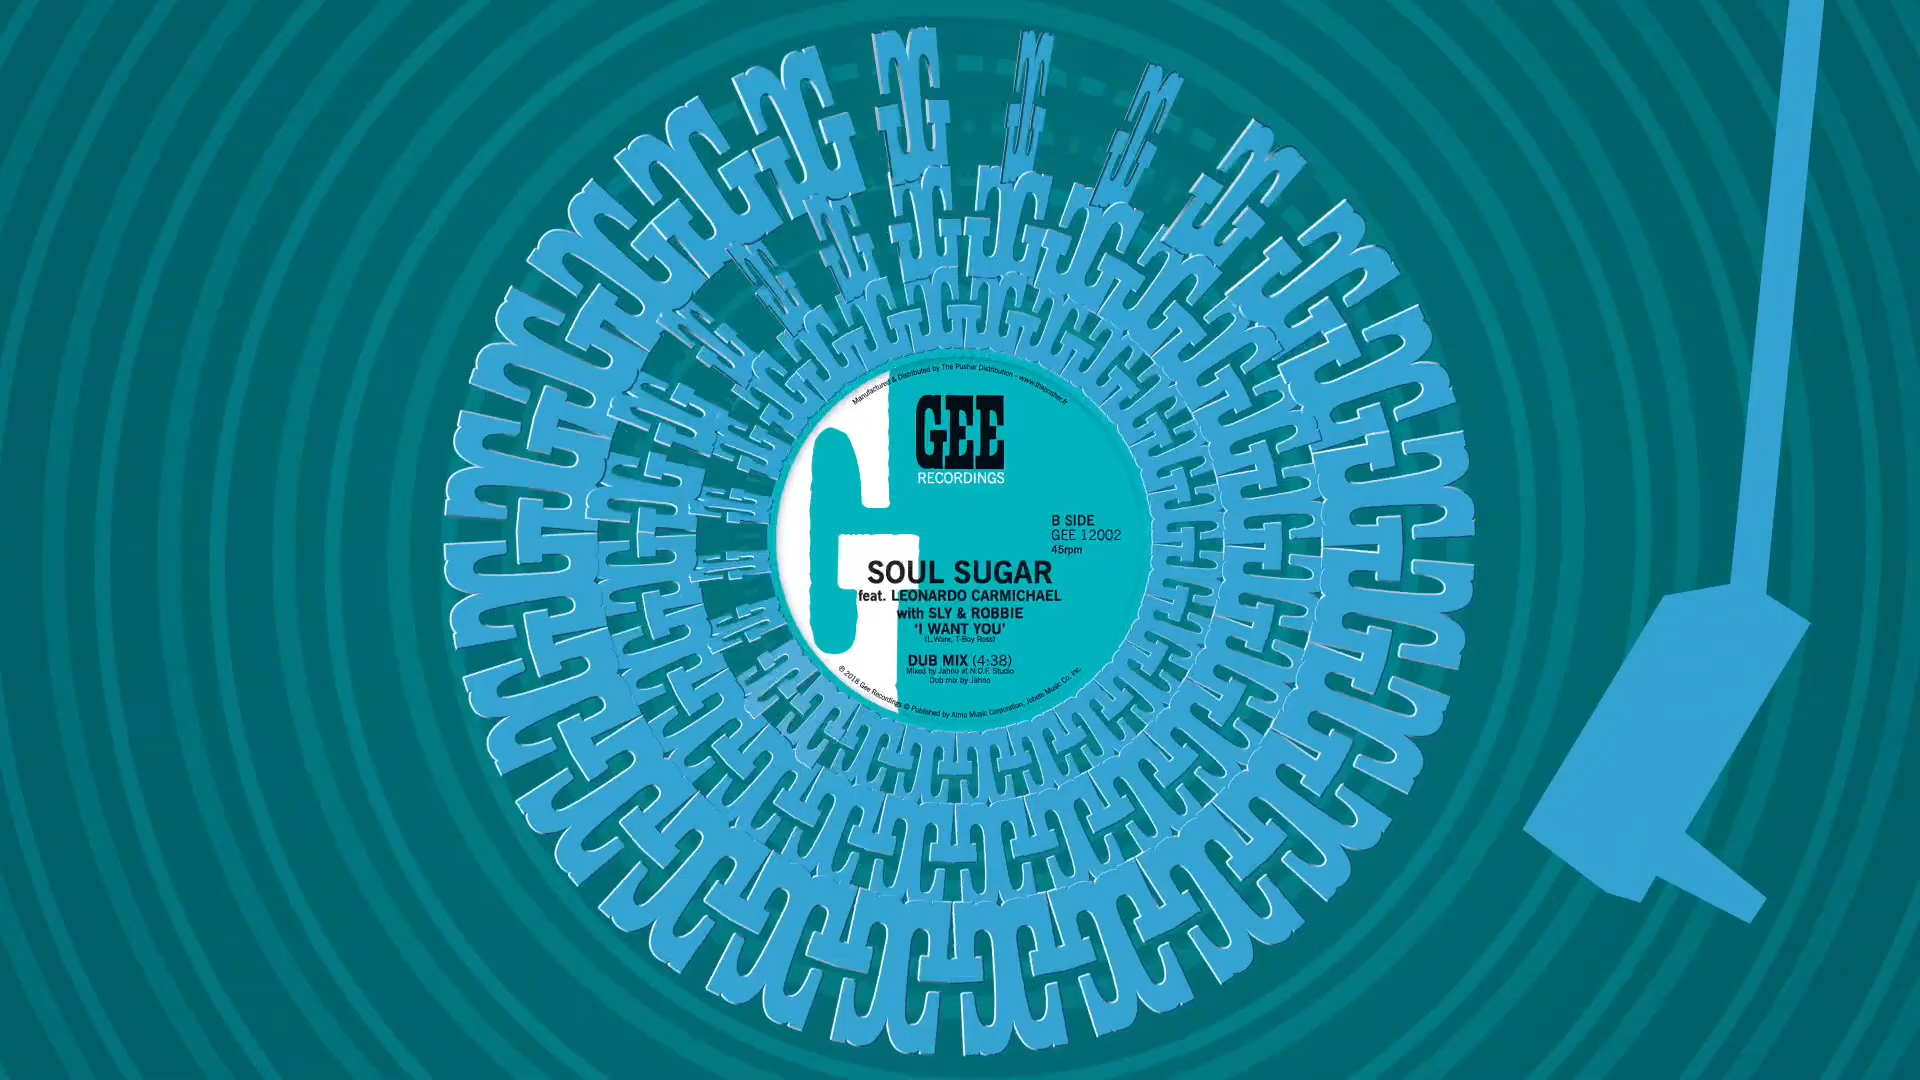 Manufactured & Distributed by The Pusher Distribution - www.thepusher.fr
GEE
RECORDINGS
B SIDE
GEE 12002
45rpm
SOUL SUGAR
feat. LEONARDO CARMICHAEL
with SLY & ROBBIE
‘I WANT YOU’
(L.Ware, T-Boy Ross)
DUB MIX (4:38)
Mixed by Jahno at N.O.F. Studio
Dub mix by Jahno
℗ 2018 Gee Recordings © Published by Almo Music Corporation, Jobete Music Co. Inc.
G